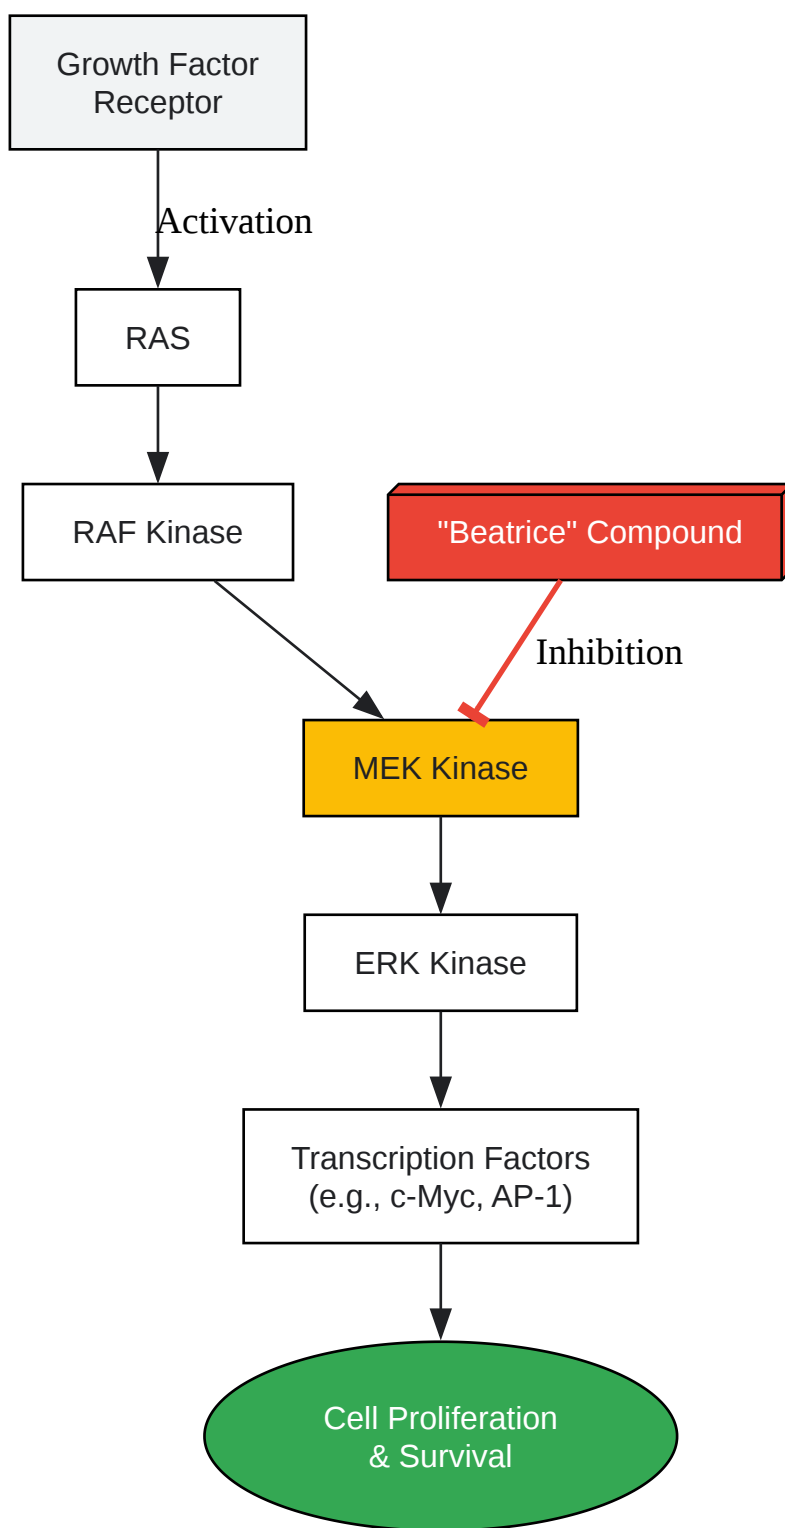 Growth Factor
Receptor
Activation
RAS
RAF Kinase
"Beatrice" Compound
Inhibition
MEK Kinase
ERK Kinase
Transcription Factors
(e.g., c-Myc, AP-1)
Cell Proliferation
& Survival